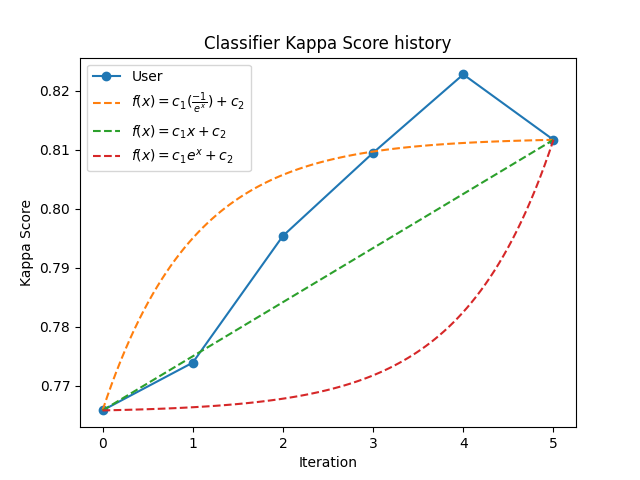 Classifier Kappa Score history
User
f(x) = c₁(-1/eˣ) + c₂
f(x) = c₁x + c₂
f(x) = c₁eˣ + c₂
0.82
0.81
0.80
0.79
0.78
0.77
Kappa Score
0 1 2 3 4 5
Iteration